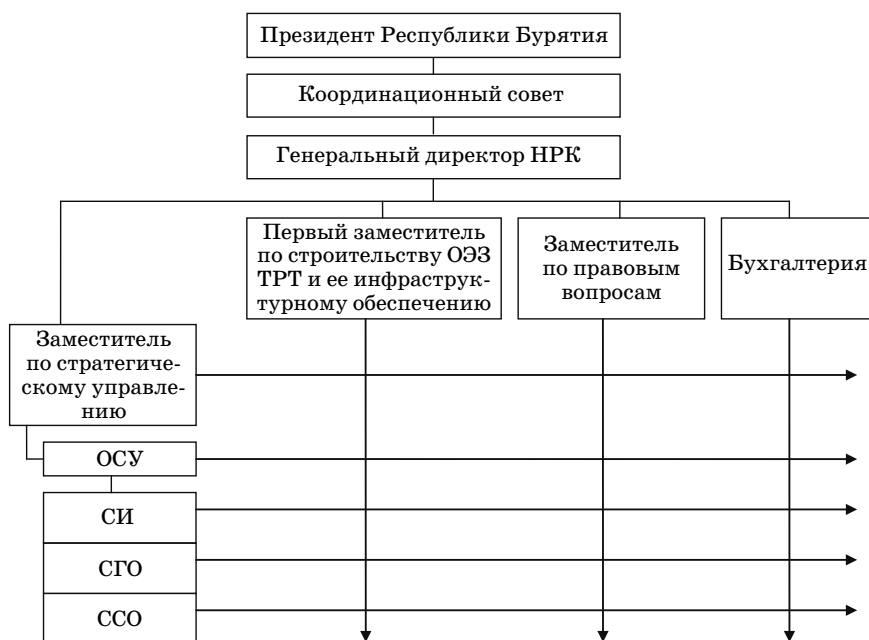 Президент Республики Бурятия
Координационный совет
Генеральный директор НРК
Первый заместитель
по строительству ОЭЗ
ТРТ и ее инфраструк-
турному обеспечению
Заместитель
по правовым
вопросам
Бухгалтерия
Заместитель
по стратегиче-
скому управле-
нию
ОСУ
СИ
СГО
ССО